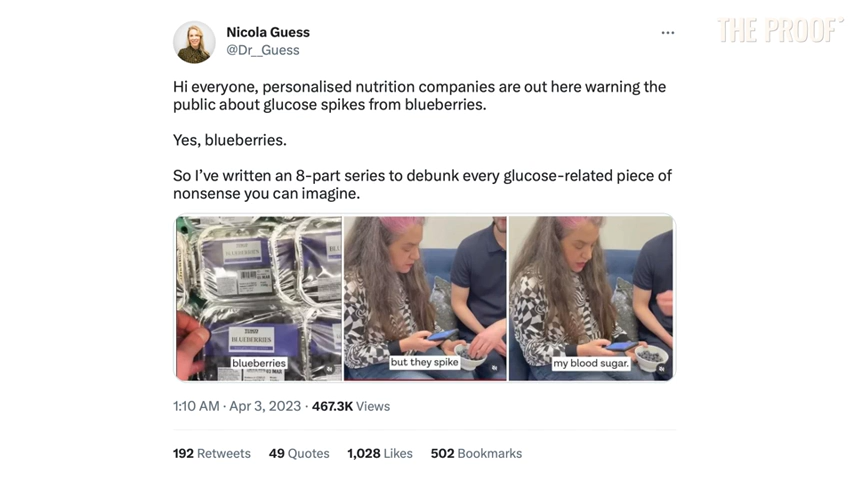 THE PROOF
Nicola Guess
@Dr__Guess
Hi everyone, personalised nutrition companies are out here warning the
public about glucose spikes from blueberries.
Yes, blueberries.
So I've written an 8-part series to debunk every glucose-related piece of
nonsense you can imagine.
BLUEBERRIES
BLUEBERRIES
blueberries
but they spike
my blood sugar.
1:10 AM · Apr 3, 2023 · 467.3K Views
192 Retweets 49 Quotes 1,028 Likes 502 Bookmarks